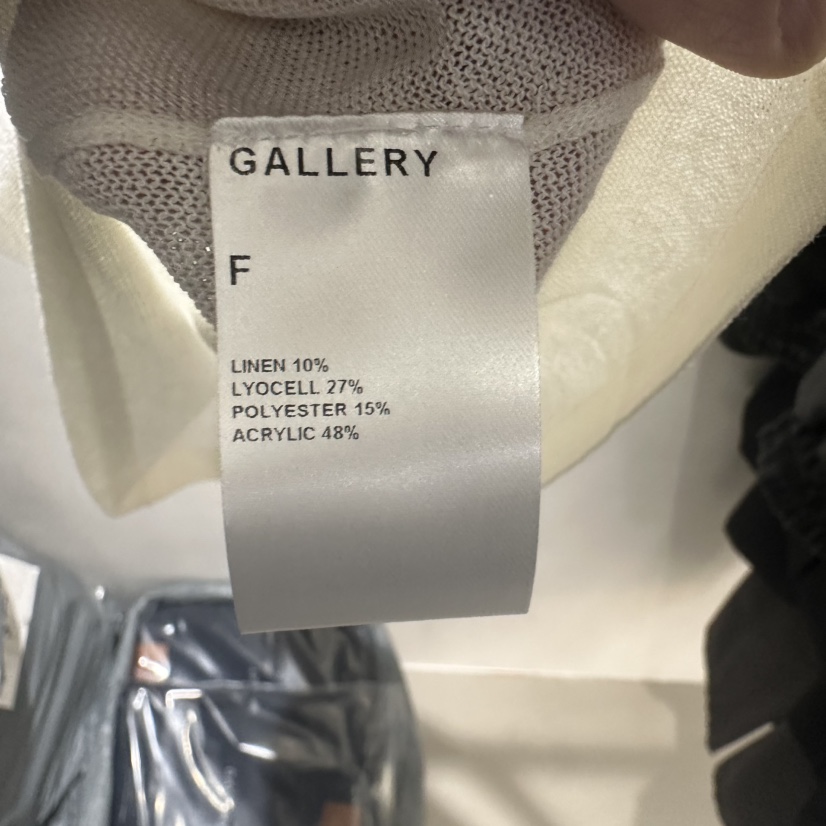 GALLERY
F
LINEN 10%
LYOCELL 27%
POLYESTER 15%
ACRYLIC 48%